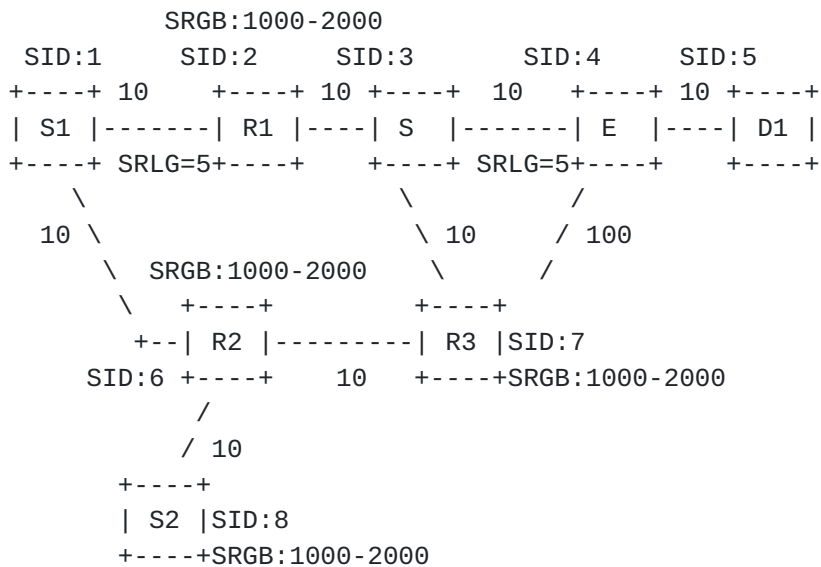 SRGB:1000-2000
 SID:1     SID:2     SID:3       SID:4     SID:5
+----+ 10    +----+ 10 +----+  10   +----+ 10 +----+
| S1 |-------| R1 |----| S  |-------| E  |----| D1 |
+----+ SRLG=5+----+    +----+ SRLG=5+----+    +----+
    \                    \         /
  10 \                    \ 10    / 100
      \  SRGB:1000-2000    \     /
       \   +----+         +----+
        +--| R2 |---------| R3 |SID:7
     SID:6 +----+    10   +----+SRGB:1000-2000
            /
           / 10
       +----+
       | S2 |SID:8
       +----+SRGB:1000-2000